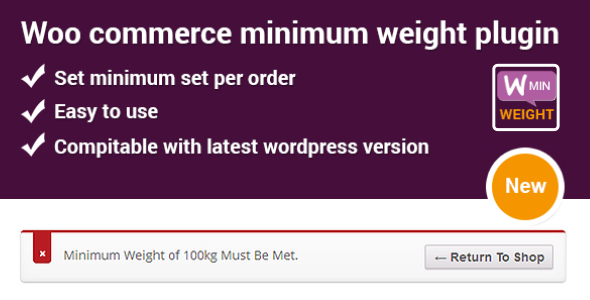 Woo commerce minimum weight plugin
Set minimum set per order
Easy to use
Compitable with latest wordpress version
W MIN
WEIGHT
New
x Minimum Weight of 100kg Must Be Met. ← Return To Shop